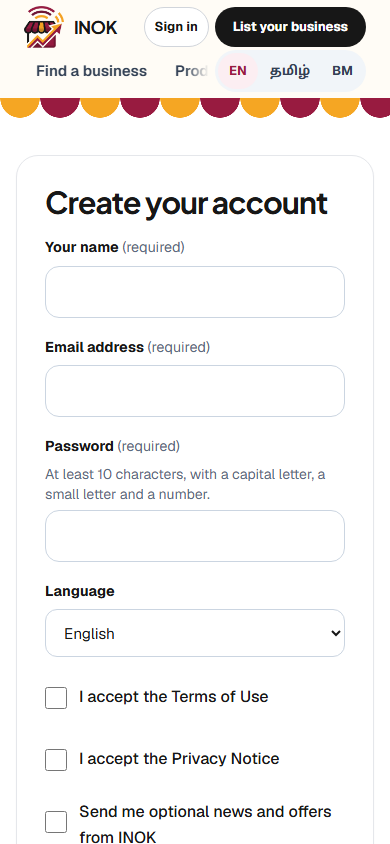 INOK
Sign in
List your business
Find a business
EN
தமிழ்
BM
Create your account
Your name (required)
Email address (required)
Password (required)
At least 10 characters, with a capital letter, a
small letter and a number.
Language
English
I accept the Terms of Use
I accept the Privacy Notice
Send me optional news and offers
from INOK